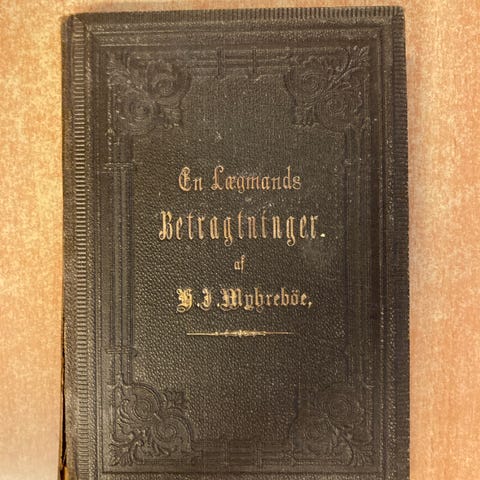 En Lægmands
Betragtninger.
af
H. J. Myhreböe,